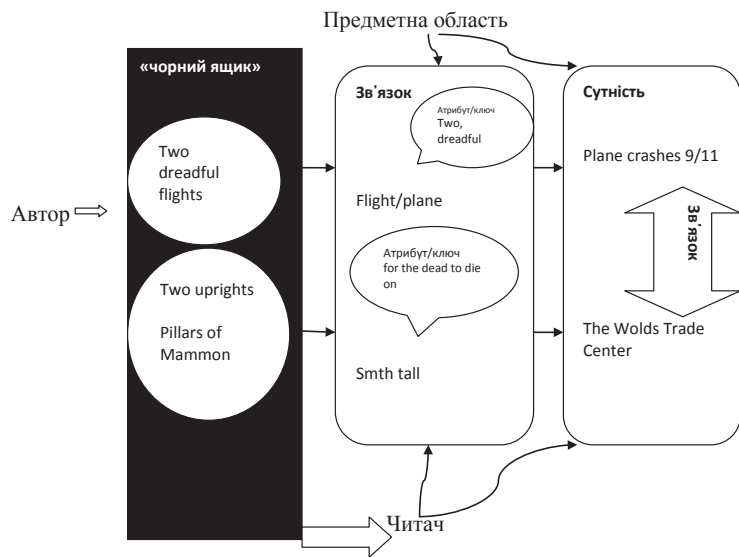 Предметна область
«чорний ящик»
Two
dreadful
flights
Автор
Two uprights
Pillars of
Mammon
Зв'язок
Атрибут/ключ
Two,
dreadful
Flight/plane
Атрибут/ключ
for the dead to die
on
Smth tall
Сутність
Plane crashes 9/11
Зв'язок
The Wolds Trade
Center
Читач